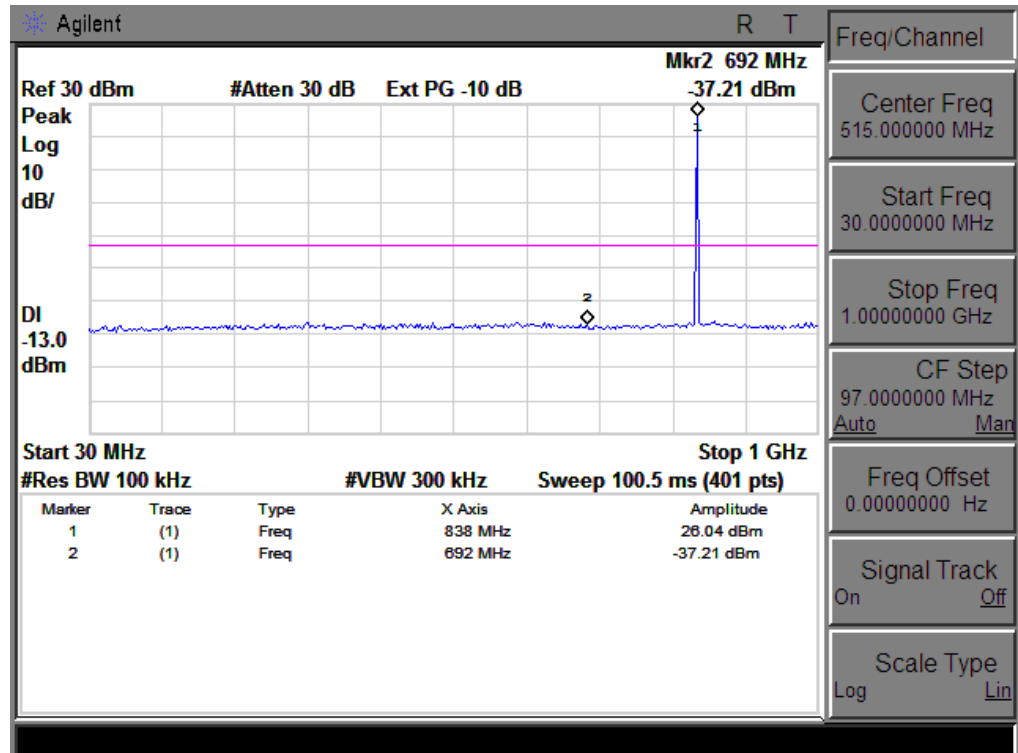 Agilent R T
Freq/Channel
Mkr2 692 MHz
Ref 30 dBm #Atten 30 dB Ext PG -10 dB -37.21 dBm
Peak
Log
10
dB/
1
2
DI
-13.0
dBm
Start 30 MHz Stop 1 GHz
#Res BW 100 kHz #VBW 300 kHz Sweep 100.5 ms (401 pts)
Marker Trace Type X Axis Amplitude
1 (1) Freq 838 MHz 26.04 dBm
2 (1) Freq 692 MHz -37.21 dBm
Center Freq
515.000000 MHz
Start Freq
30.0000000 MHz
Stop Freq
1.00000000 GHz
CF Step
97.0000000 MHz
Auto Man
Freq Offset
0.00000000 Hz
Signal Track
On Off
Scale Type
Log Lin